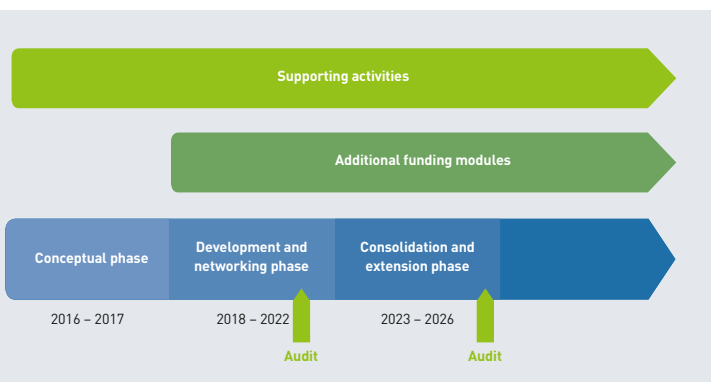 Supporting activities
Additional funding modules
Conceptual phase
Development and
networking phase
Consolidation and
extension phase
2016 – 2017
2018 – 2022
2023 – 2026
Audit
Audit